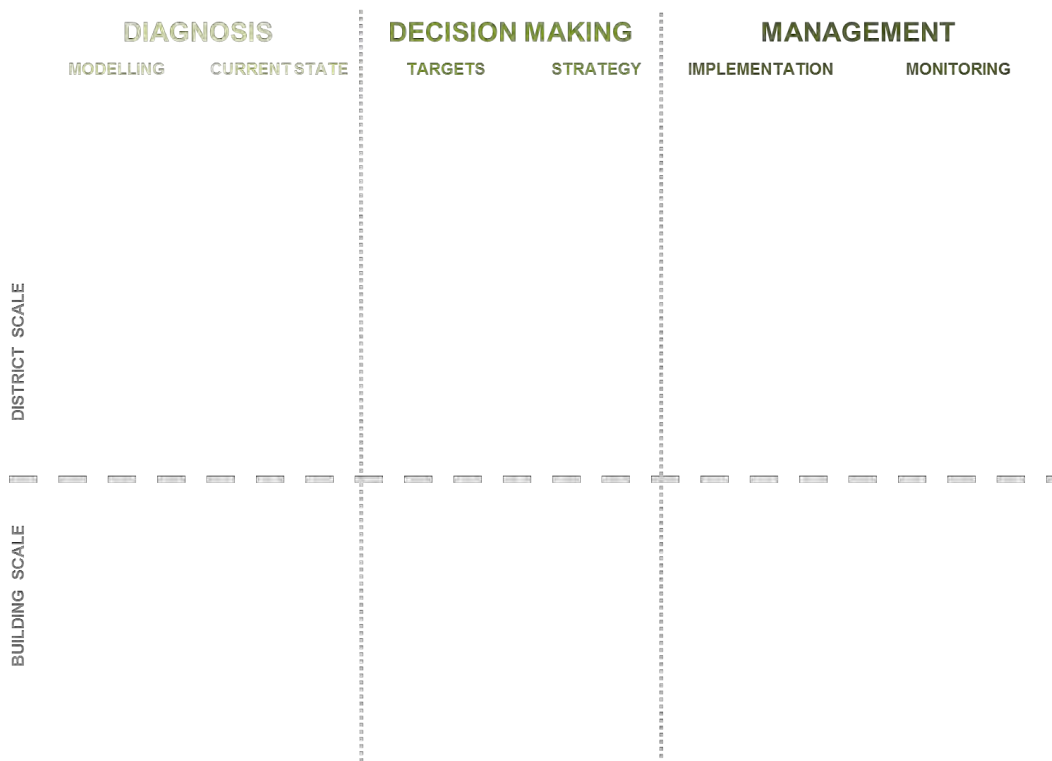 DIAGNOSIS DECISION MAKING MANAGEMENT
MODELLING CURRENT STATE TARGETS STRATEGY IMPLEMENTATION MONITORING
DISTRICT SCALE
BUILDING SCALE